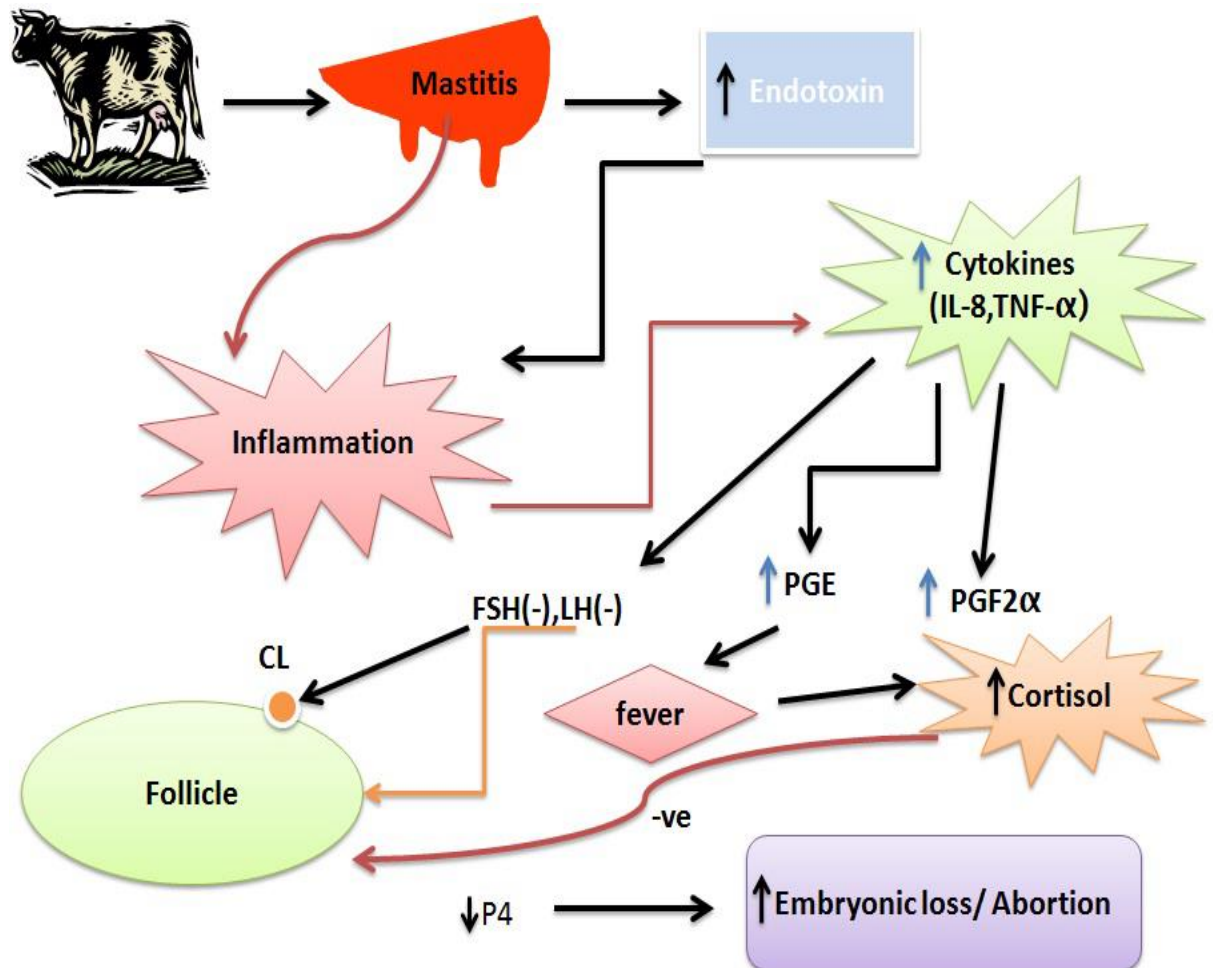 Mastitis
↑ Endotoxin
↑ Cytokines
(IL-8,TNF-α)
Inflammation
↑ PGE
↑ PGF2α
FSH(-),LH(-)
CL
fever
↑ Cortisol
Follicle
-ve
↓P4
↑Embryonic loss/ Abortion